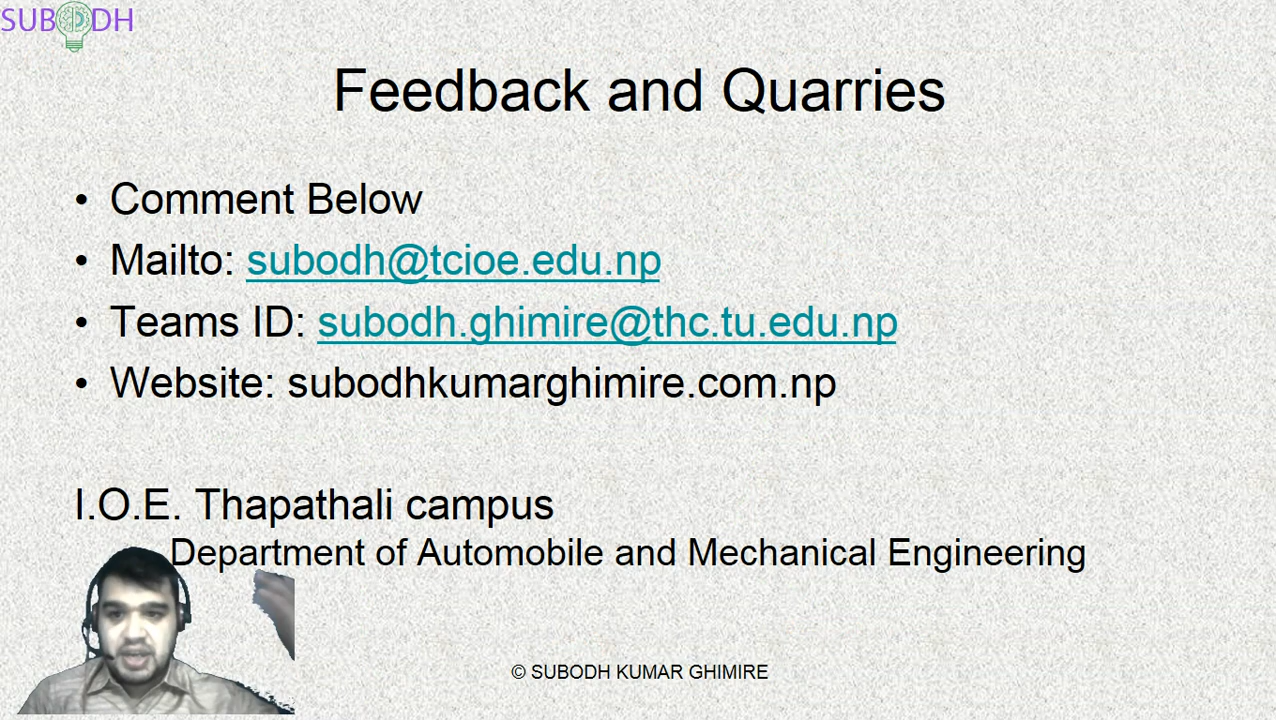 SUBODH
Feedback and Quarries
• Comment Below
• Mailto: subodh@tcioe.edu.np
• Teams ID: subodh.ghimire@thc.tu.edu.np
• Website: subodhkumarghimire.com.np
I.O.E. Thapathali campus
Department of Automobile and Mechanical Engineering
© SUBODH KUMAR GHIMIRE